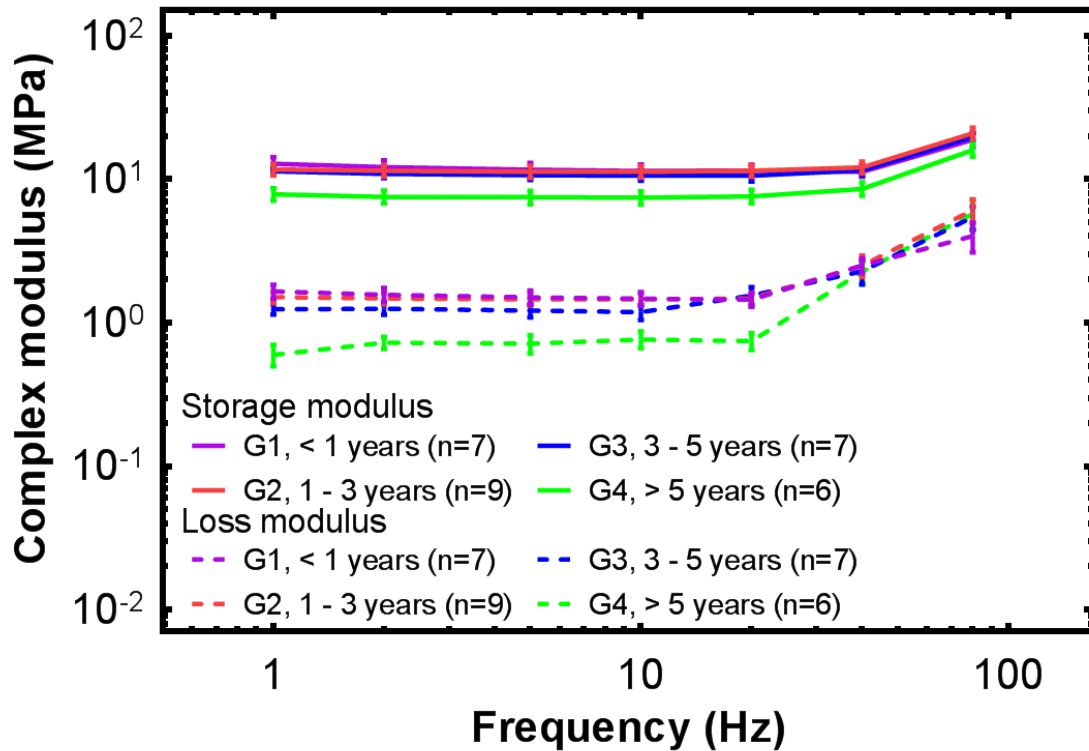 Complex modulus (MPa)
10²
10¹
10⁰
10⁻¹
10⁻²
Storage modulus
G1, < 1 years (n=7)
G3, 3 - 5 years (n=7)
G2, 1 - 3 years (n=9)
G4, > 5 years (n=6)
Loss modulus
G1, < 1 years (n=7)
G3, 3 - 5 years (n=7)
G2, 1 - 3 years (n=9)
G4, > 5 years (n=6)
1
10
100
Frequency (Hz)